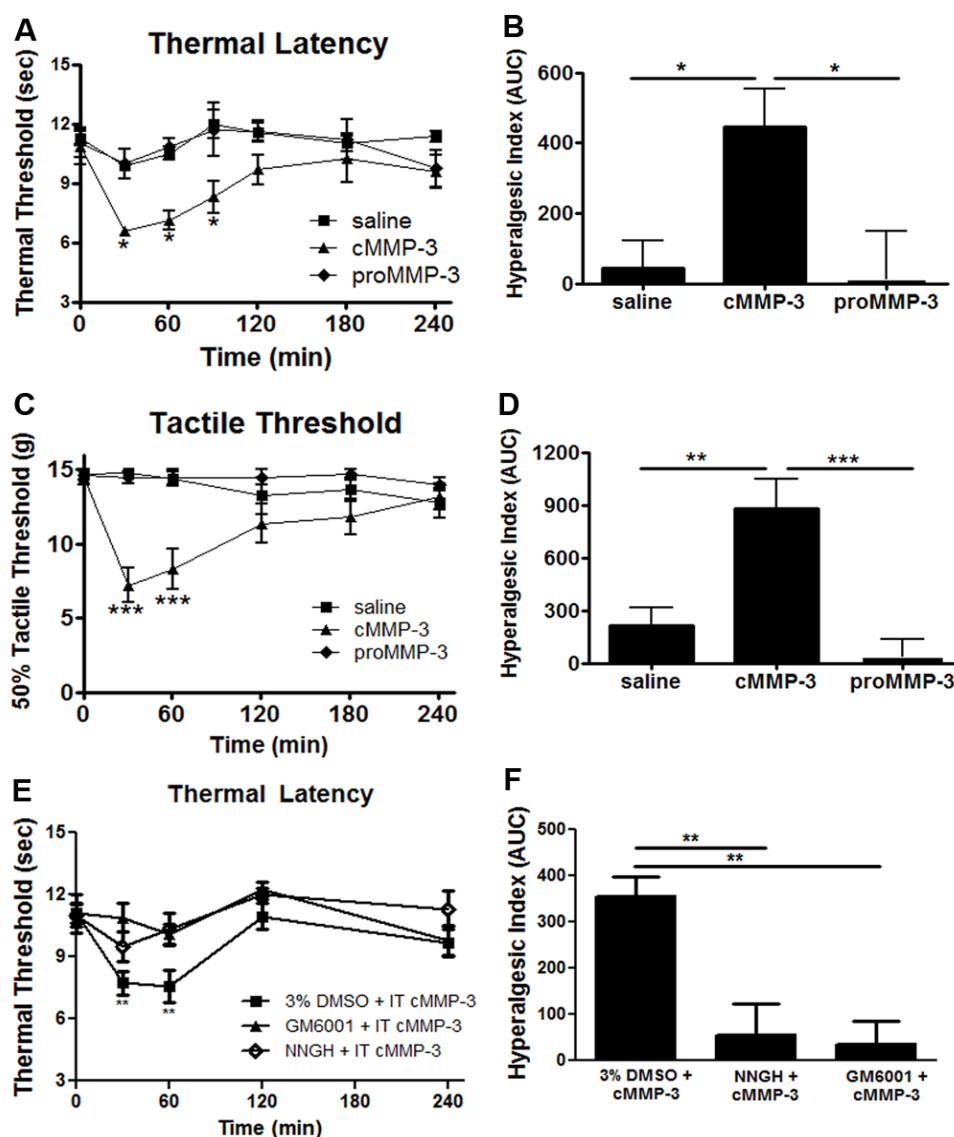 A
Thermal Latency
Thermal Threshold (sec)
15
12
9
6
3
* * *
saline
cMMP-3
proMMP-3
0 60 120 180 240
Time (min)
B
Hyperalgesic Index (AUC)
600
400
200
0
* *
saline cMMP-3 proMMP-3
C
Tactile Threshold
50% Tactile Threshold (g)
15
10
5
0
*** ***
saline
cMMP-3
proMMP-3
0 60 120 180 240
Time (min)
D
Hyperalgesic Index (AUC)
1200
900
600
300
0
** ***
saline cMMP-3 proMMP-3
E
Thermal Latency
Thermal Threshold (sec)
15
12
9
6
3
** **
3% DMSO + IT cMMP-3
GM6001 + IT cMMP-3
NNGH + IT cMMP-3
0 60 120 180 240
Time (min)
F
Hyperalgesic Index (AUC)
500
400
300
200
100
0
**
**
3% DMSO + NNGH + GM6001 +
cMMP-3 cMMP-3 cMMP-3